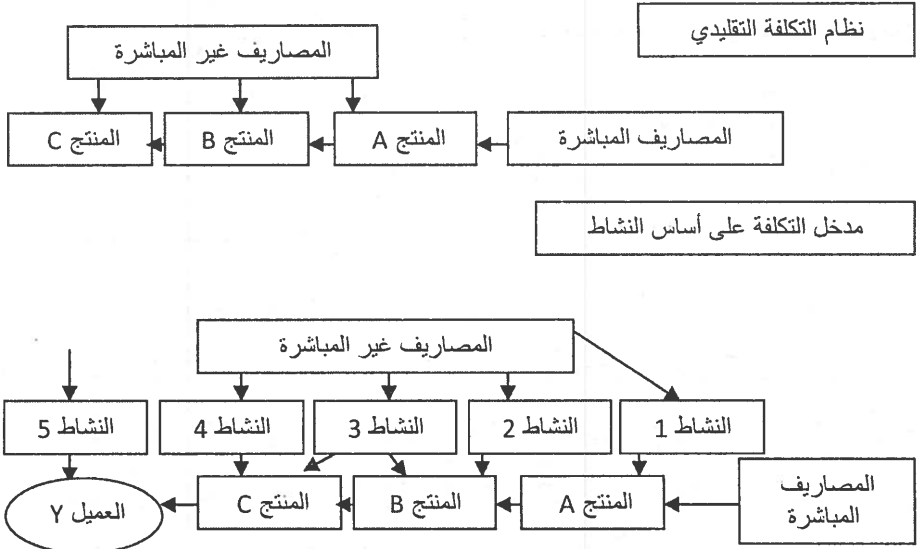 نظام التكلفة التقليدي
المصاريف غير المباشرة
المصاريف المباشرة
المنتج A
المنتج B
المنتج C
مدخل التكلفة على أساس النشاط
المصاريف غير المباشرة
النشاط 1
النشاط 2
النشاط 3
النشاط 4
النشاط 5
المصاريف
المباشرة
المنتج A
المنتج B
المنتج C
العميل Y